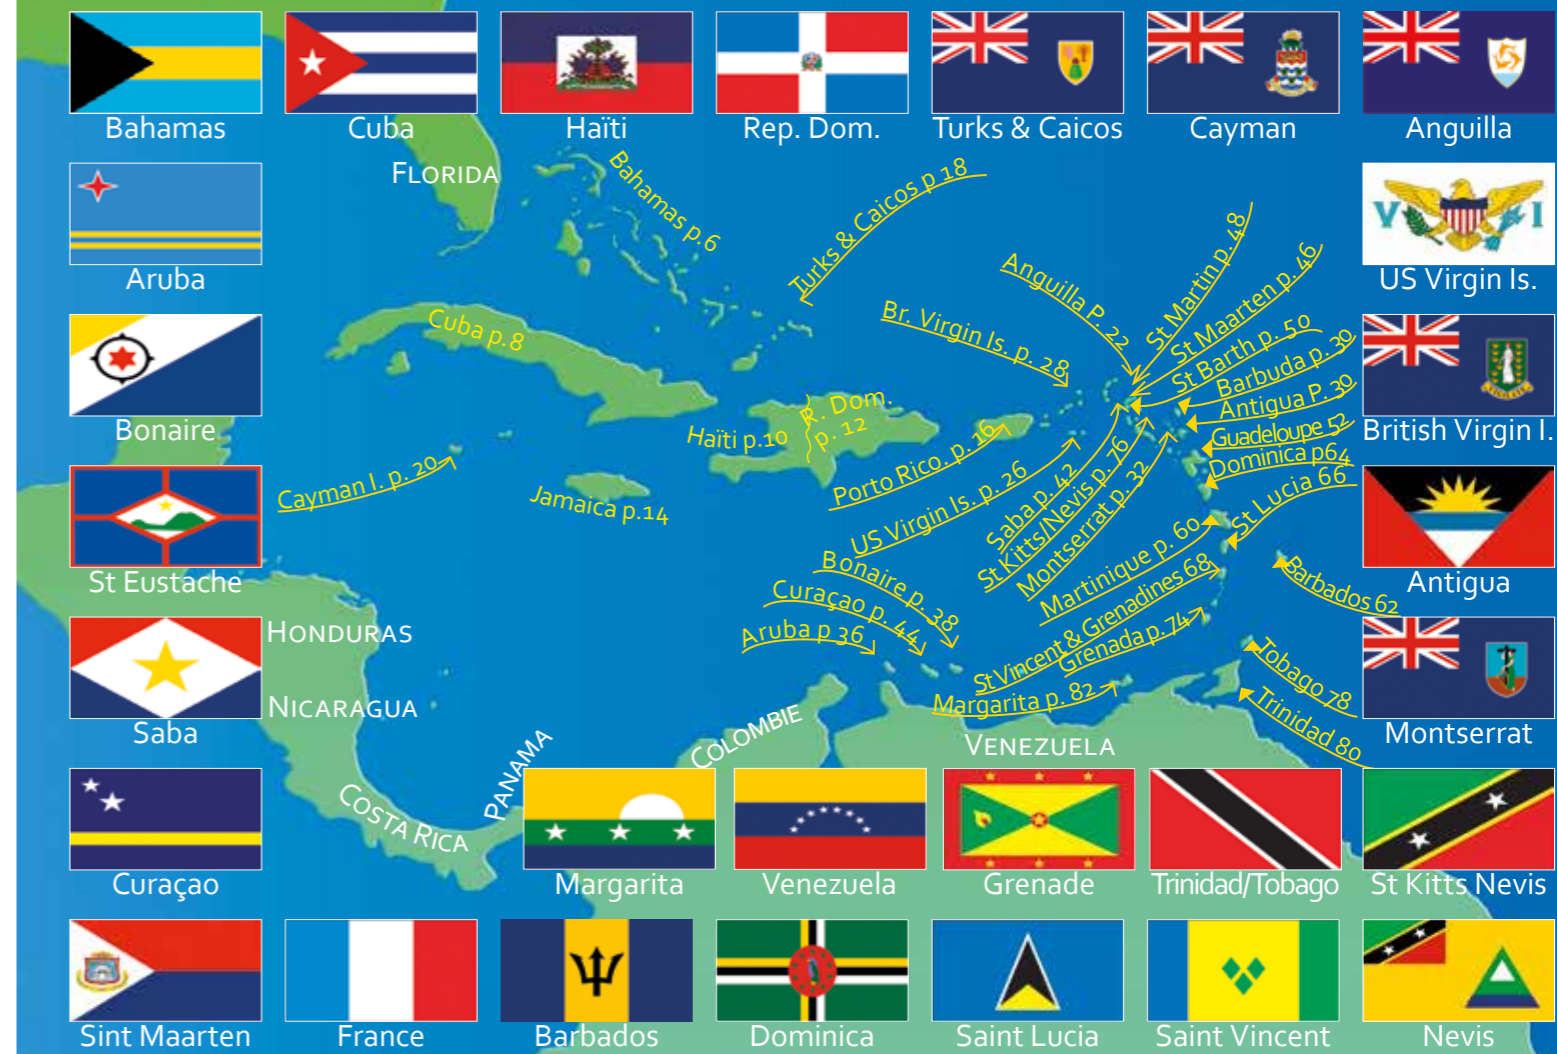 Bahamas
Cuba
Haïti
Rep. Dom.
Turks & Caicos
Cayman
Anguilla
FLORIDA
Bahamas p.6
Turks & Caicos p 18
Aruba
US Virgin Is.
V I
Anguilla P. 22
St Martin p. 48
St Maarten p. 46
Br. Virgin Is. p. 28
St Barth p. 50
Barbuda p. 30
Antigua P. 30
Guadeloupe 52
Dominica p64
St Lucia 66
Cuba p.8
Haïti p.10
R. Dom.
p. 12
Porto Rico. p. 16
US Virgin Is. p. 26
Saba p. 42
St Kitts/Nevis p. 76
Montserrat p. 32
Bonaire
British Virgin I.
Cayman I. p. 20
Jamaica p.14
Martinique p. 60
St Vincent & Grenadines 68
Grenada p. 74
Barbados 62
Bonaire p. 38
Curaçao p. 44
Aruba p 36
Margarita p. 82
Tobago 78
Trinidad 80
St Eustache
Antigua
HONDURAS
NICARAGUA
Saba
Montserrat
COSTA RICA
PANAMA
COLOMBIE
VENEZUELA
Curaçao
Margarita
Venezuela
Grenade
Trinidad/Tobago
St Kitts Nevis
Sint Maarten
France
Barbados
Dominica
Saint Lucia
Saint Vincent
Nevis